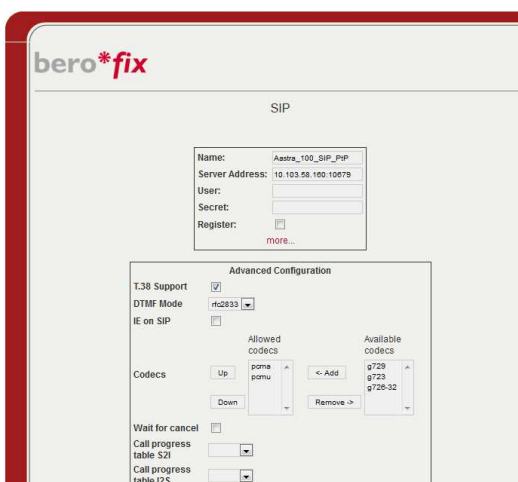 bero*fix
SIP
Name: Aastra_100_SIP_PtP
Server Address: 10.103.58.160:10679
User:
Secret:
Register:
more...
Advanced Configuration
T.38 Support
DTMF Mode rfc2833
IE on SIP
Allowed codecs
Available codecs
Codecs
Up
Down
pcma
pcmu
<- Add
Remove ->
g729
g723
g726-32
Wait for cancel
Call progress
table S2I
Call progress
table I2S